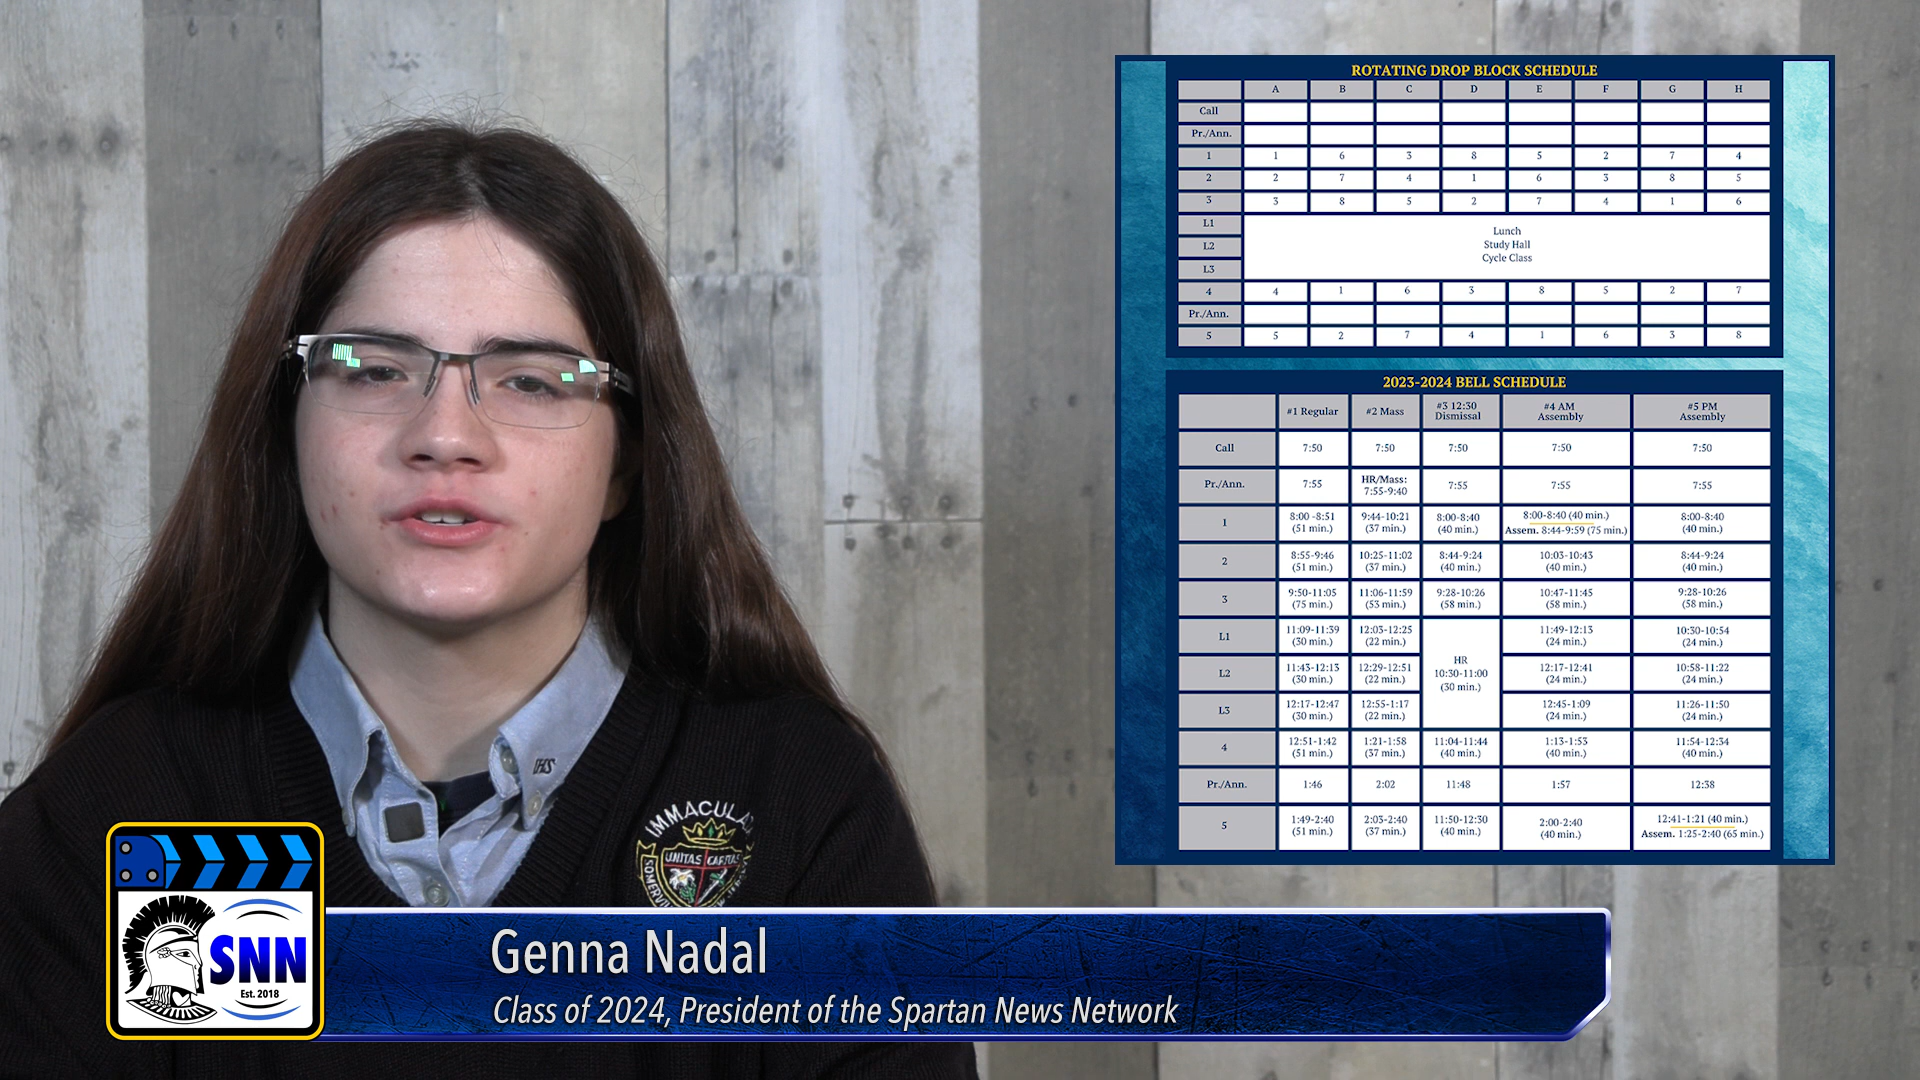 ROTATING DROP BLOCK SCHEDULE
A B C D E F G H
Call
Pr./Ann.
1 1 6 3 8 5 2 7 4
2 2 7 4 1 6 3 8 5
3 3 8 5 2 7 4 1 6
L1
L2
L3
Lunch
Study Hall
Cycle Class
4 4 1 6 3 8 5 2 7
Pr./Ann.
5 5 2 7 4 1 6 3 8
2023-2024 BELL SCHEDULE
#1 Regular #2 Mass #3 12:30 Dismissal #4 AM Assembly #5 PM Assembly
Call 7:50 7:50 7:50 7:50 7:50
Pr./Ann. 7:55 HR/Mass: 7:55-9:40 7:55 7:55 7:55
1 8:00 -8:51 (51 min.) 9:44-10:21 (37 min.) 8:00-8:40 (40 min.) 8:00-8:40 (40 min.) Assem. 8:44-9:59 (75 min.) 8:00-8:40 (40 min.)
2 8:55-9:46 (51 min.) 10:25-11:02 (37 min.) 8:44-9:24 (40 min.) 10:03-10:43 (40 min.) 8:44-9:24 (40 min.)
3 9:50-11:05 (75 min.) 11:06-11:59 (53 min.) 9:28-10:26 (58 min.) 10:47-11:45 (58 min.) 9:28-10:26 (58 min.)
L1 11:09-11:39 (30 min.) 12:03-12:25 (22 min.) 11:49-12:13 (24 min.) 10:30-10:54 (24 min.)
L2 11:43-12:13 (30 min.) 12:29-12:51 (22 min.) HR 10:30-11:00 (30 min.) 12:17-12:41 (24 min.) 10:58-11:22 (24 min.)
L3 12:17-12:47 (30 min.) 12:55-1:17 (22 min.) 12:45-1:09 (24 min.) 11:26-11:50 (24 min.)
4 12:51-1:42 (51 min.) 1:21-1:58 (37 min.) 11:04-11:44 (40 min.) 1:13-1:53 (40 min.) 11:54-12:34 (40 min.)
Pr./Ann. 1:46 2:02 11:48 1:57 12:38
5 1:49-2:40 (51 min.) 2:03-2:40 (37 min.) 11:50-12:30 (40 min.) 2:00-2:40 (40 min.) 12:41-1:21 (40 min.) Assem. 1:25-2:40 (65 min.)
IHS
UNITAS CARITAS
SNN
Est. 2018
Genna Nadal
Class of 2024, President of the Spartan News Network